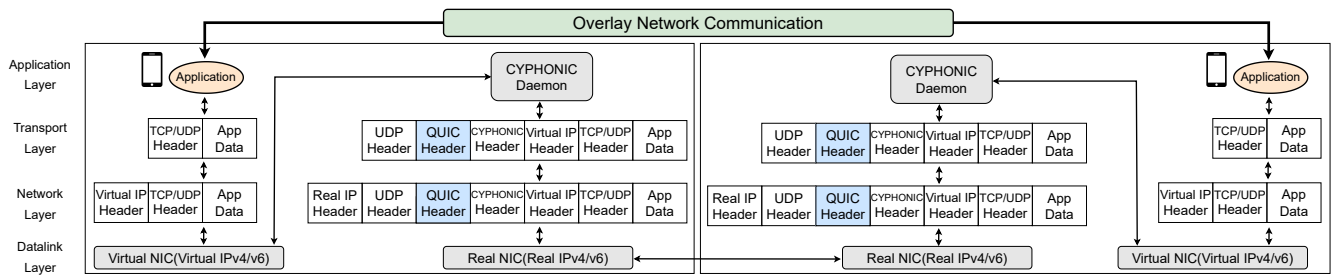 Overlay Network Communication
Application
Layer
Application
CYPHONIC
Daemon
CYPHONIC
Daemon
Application
Transport
Layer
TCP/UDP
Header
App
Data
UDP
Header
QUIC
Header
CYPHONIC
Header
Virtual IP
Header
TCP/UDP
Header
App
Data
UDP
Header
QUIC
Header
CYPHONIC
Header
Virtual IP
Header
TCP/UDP
Header
App
Data
TCP/UDP
Header
App
Data
Network
Layer
Virtual IP
Header
TCP/UDP
Header
App
Data
Real IP
Header
UDP
Header
QUIC
Header
CYPHONIC
Header
Virtual IP
Header
TCP/UDP
Header
App
Data
Real IP
Header
UDP
Header
QUIC
Header
CYPHONIC
Header
Virtual IP
Header
TCP/UDP
Header
App
Data
Virtual IP
Header
TCP/UDP
Header
App
Data
Datalink
Layer
Virtual NIC(Virtual IPv4/v6)
Real NIC(Real IPv4/v6)
Real NIC(Real IPv4/v6)
Virtual NIC(Virtual IPv4/v6)